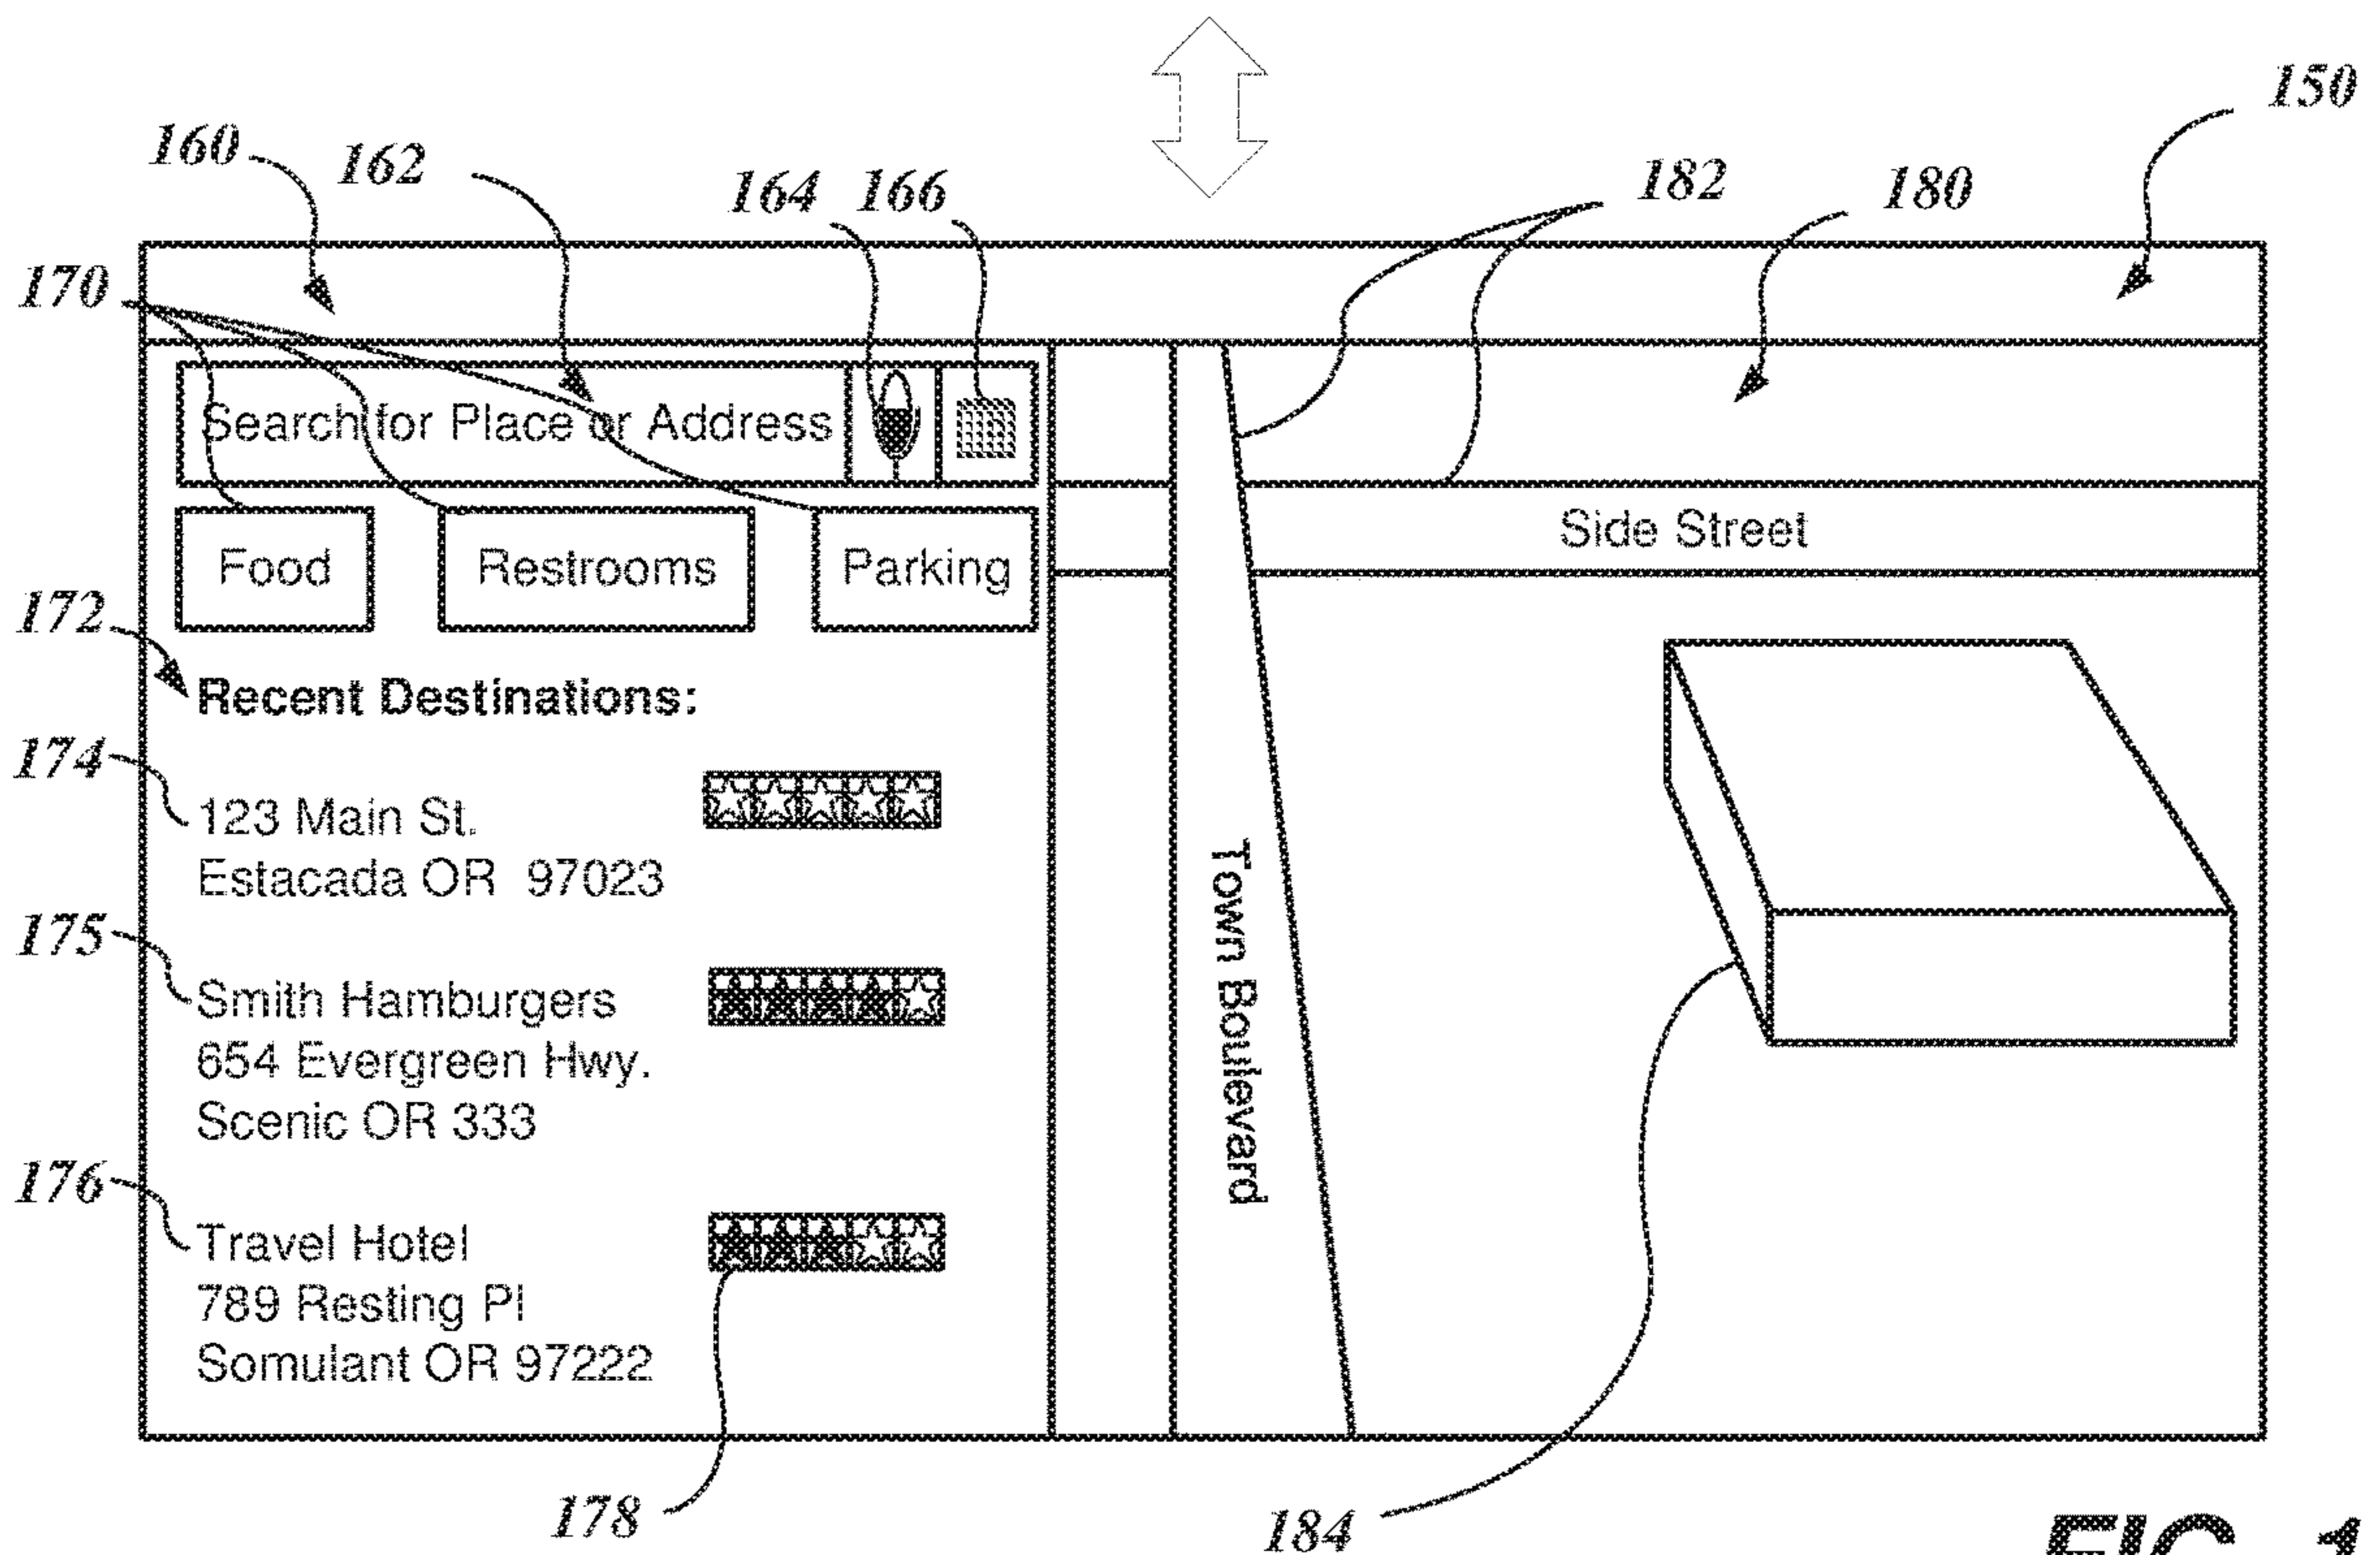 150
160
162
164 166
182
180
170
Search for Place or Address
Food
Restrooms
Parking
Side Street
172
Recent Destinations:
174
123 Main St.
Estacada OR 97023
175
Smith Hamburgers
654 Evergreen Hwy.
Scenic OR 333
176
Travel Hotel
789 Resting Pl
Somulant OR 97222
Town Boulevard
178
184
FIG. 1